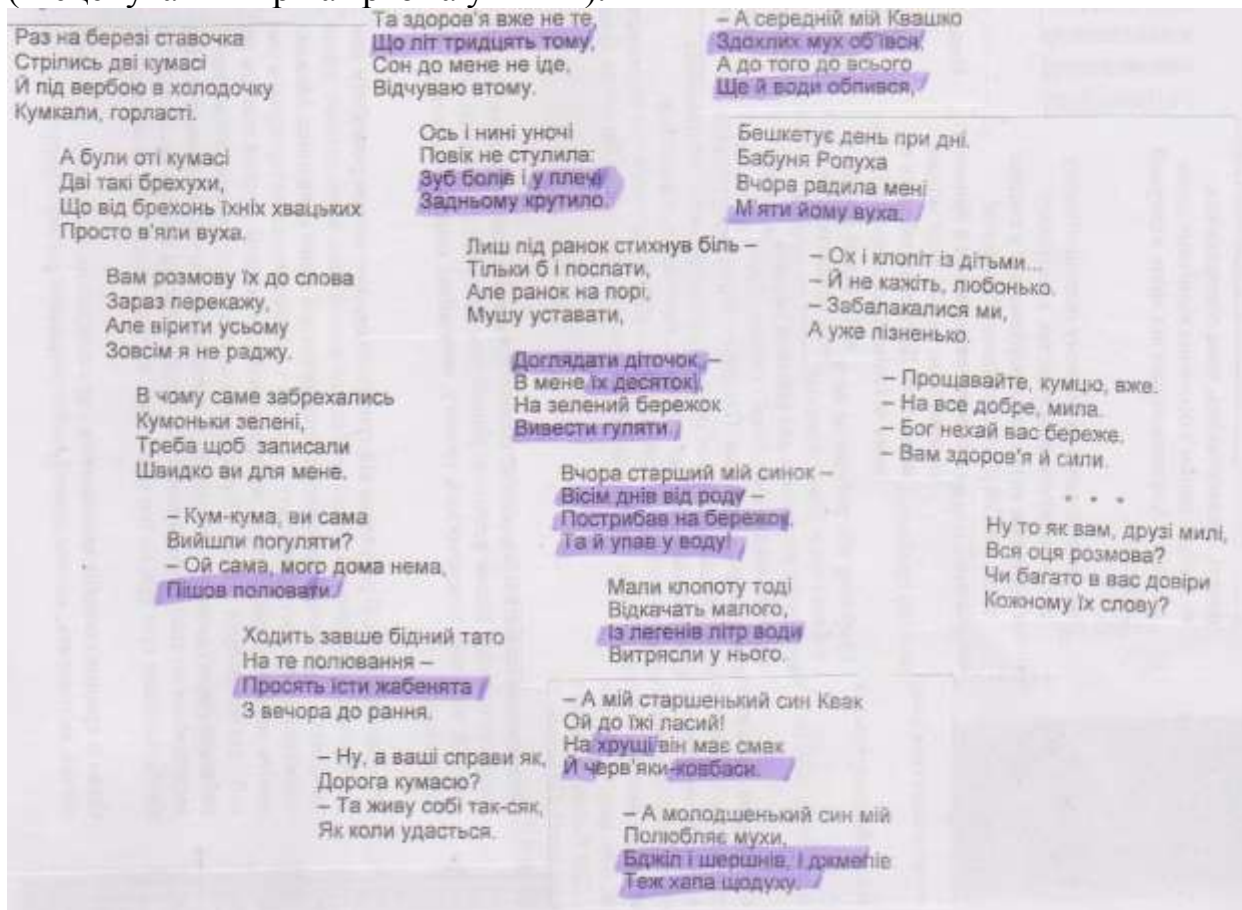 Раз на березі ставочка
Стрілись дві кумасі
Й під вербою в холодочку
Кумкали, горласті.
А були оті кумасі
Дві такі брехухи,
Що від брехонь їхніх хвацьких
Просто в'яли вуха.
Вам розмову їх до слова
Зараз перекажу,
Але вірити усьому
Зовсім я не раджу.
В чому саме забрехались
Кумоньки зелені,
Треба щоб записали
Швидко ви для мене.
– Кум-кума, ви сама
Вийшли погуляти?
– Ой сама, мого дома нема,
Пішов полювати.
Ходить завше бідний тато
На те полювання –
Просять їсти жабенята
З вечора до рання.
– Ну, а ваші справи як,
Дорога кумасю?
– Та живу собі так-сяк,
Як коли удасться.
Та здоров'я вже не те,
Що літ тридцять тому,
Сон до мене не іде,
Відчуваю втому.
Ось і нині уночі
Повік не стулила:
Зуб болів і у плечі
Задньому крутило.
Лиш під ранок стихнув біль –
Тільки б і поспати,
Але ранок на порі,
Мушу уставати,
Доглядати діточок, –
В мене їх десяток,
На зелений бережок
Вивести гуляти.
Вчора старший мій синок –
Вісім днів від роду –
Пострибав на бережок
Та й упав у воду!
Мали клопоту тоді
Відкачать малого,
Із легенів літр води
Витрясли у нього.
– А мій старшенький син Квак
Ой до їжі ласий!
На хрущі він має смак
Й черв'яки-ковбаси.
– А молодшенький син мій
Полюбляє мухи,
Бджіл і шершнів, і джмелів
Теж хапа щодуху.
– А середній мій Квашко
Здохлих мух об'ївся
А до того до всього
Ще й води обпився,
Бешкетує день при дні.
Бабуня Ропуха
Вчора радила мені
М'яти йому вуха.
– Ох і клопіт із дітьми...
– Й не кажіть, любонько.
– Забалакалися ми,
А уже пізненько.
– Прощавайте, кумцю, вже.
– На все добре, мила.
– Бог нехай вас береже.
– Вам здоров'я й сили.
* * *
Ну то як вам, друзі милі,
Вся оця розмова?
Чи багато в вас довіри
Кожному їх слову?